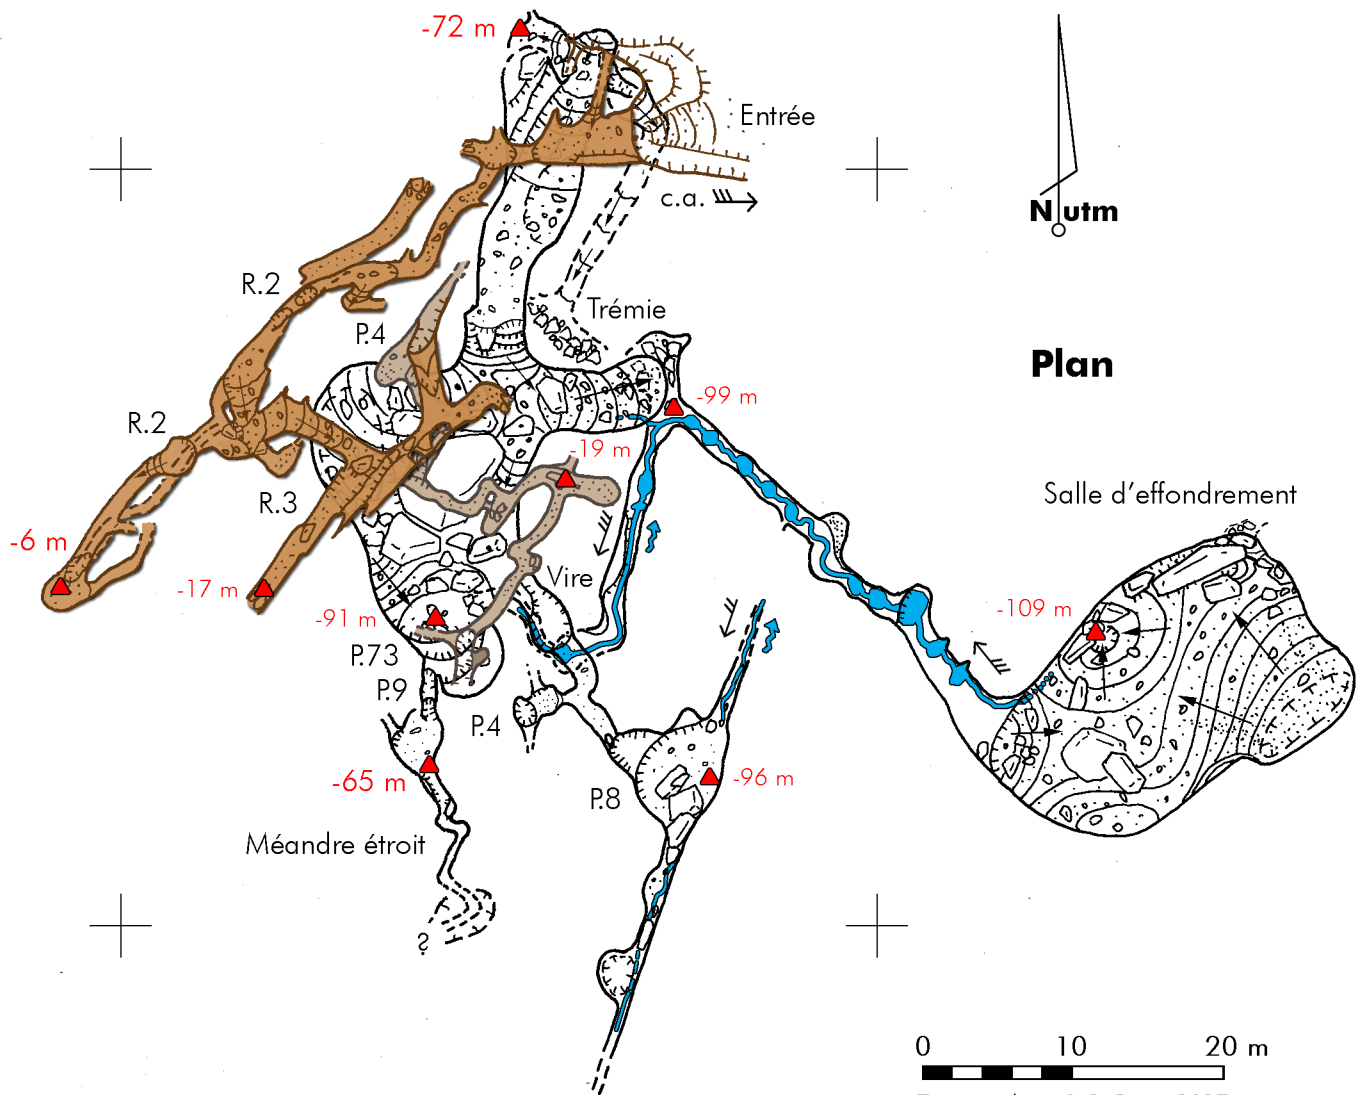 -72 m
Entrée
c.a.
N utm
R.2
Trémie
P.4
Plan
-99 m
R.2
-19 m
R.3
Salle d'effondrement
-6 m
Vire
-17 m
-109 m
-91 m
P.73
P.9
P.4
-65 m
-96 m
P.8
Méandre étroit
?
0 10 20 m